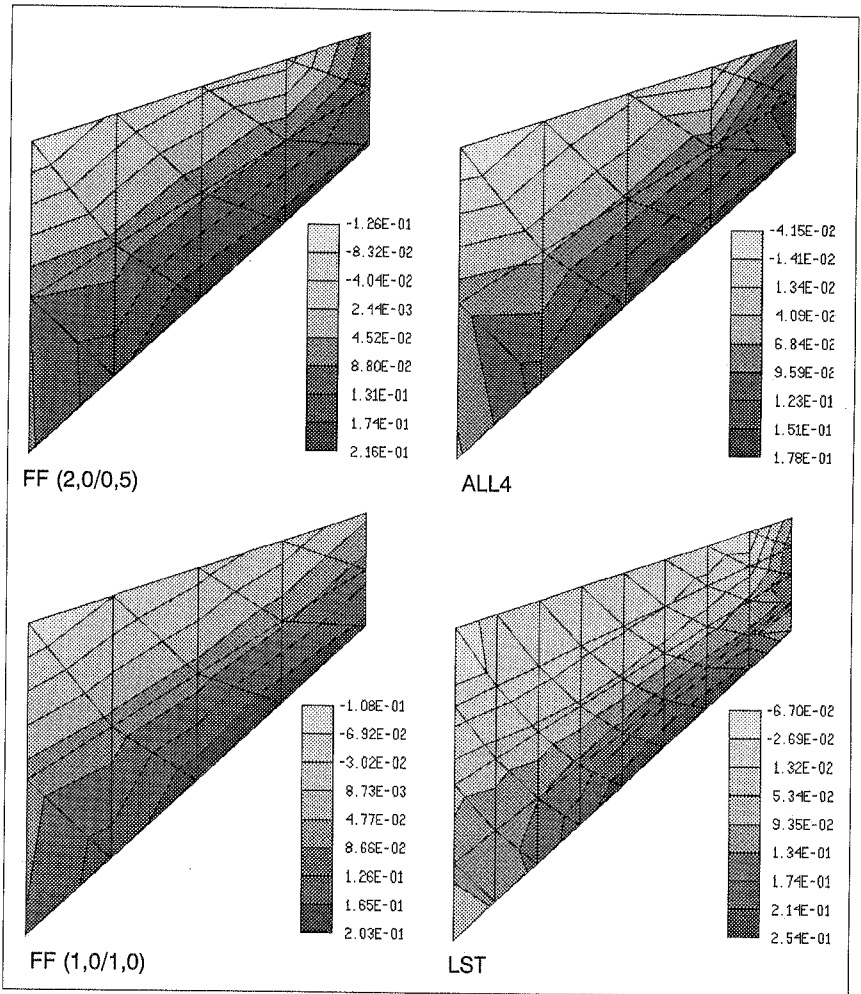 -1.26E-01
-8.32E-02
-4.04E-02
2.44E-03
4.52E-02
8.80E-02
1.31E-01
1.74E-01
2.16E-01
FF (2,0/0,5)
-4.15E-02
-1.41E-02
1.34E-02
4.09E-02
6.84E-02
9.59E-02
1.23E-01
1.51E-01
1.78E-01
ALL4
-1.08E-01
-6.92E-02
-3.02E-02
8.73E-03
4.77E-02
8.66E-02
1.26E-01
1.65E-01
2.03E-01
FF (1,0/1,0)
-6.70E-02
-2.69E-02
1.32E-02
5.34E-02
9.35E-02
1.34E-01
1.74E-01
2.14E-01
2.54E-01
LST